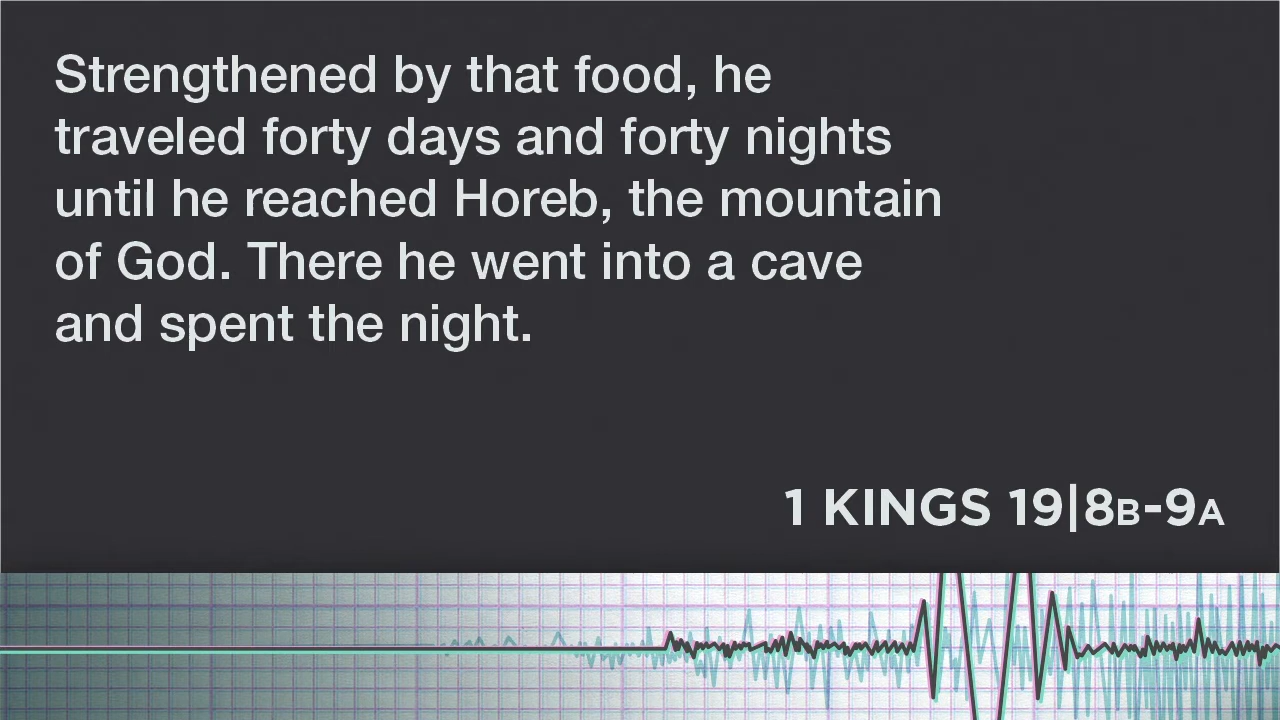 Strengthened by that food, he
traveled forty days and forty nights
until he reached Horeb, the mountain
of God. There he went into a cave
and spent the night.
1 KINGS 19|8B-9A